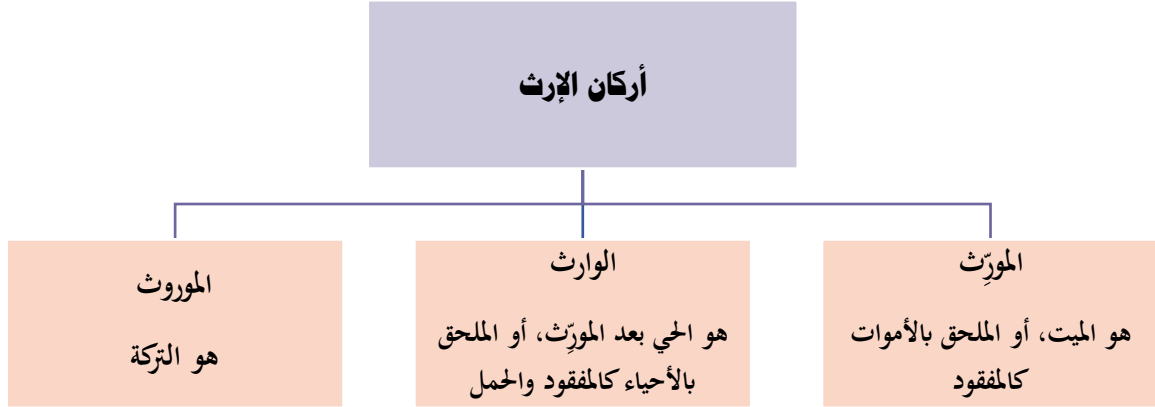 أركان الإرث
المورِّث
هو الميت، أو الملحق بالأموات
كالمفقود
الوارث
هو الحي بعد المورِّث، أو الملحق
بالأحياء كالمفقود والحمل
الموروث
هو التركة